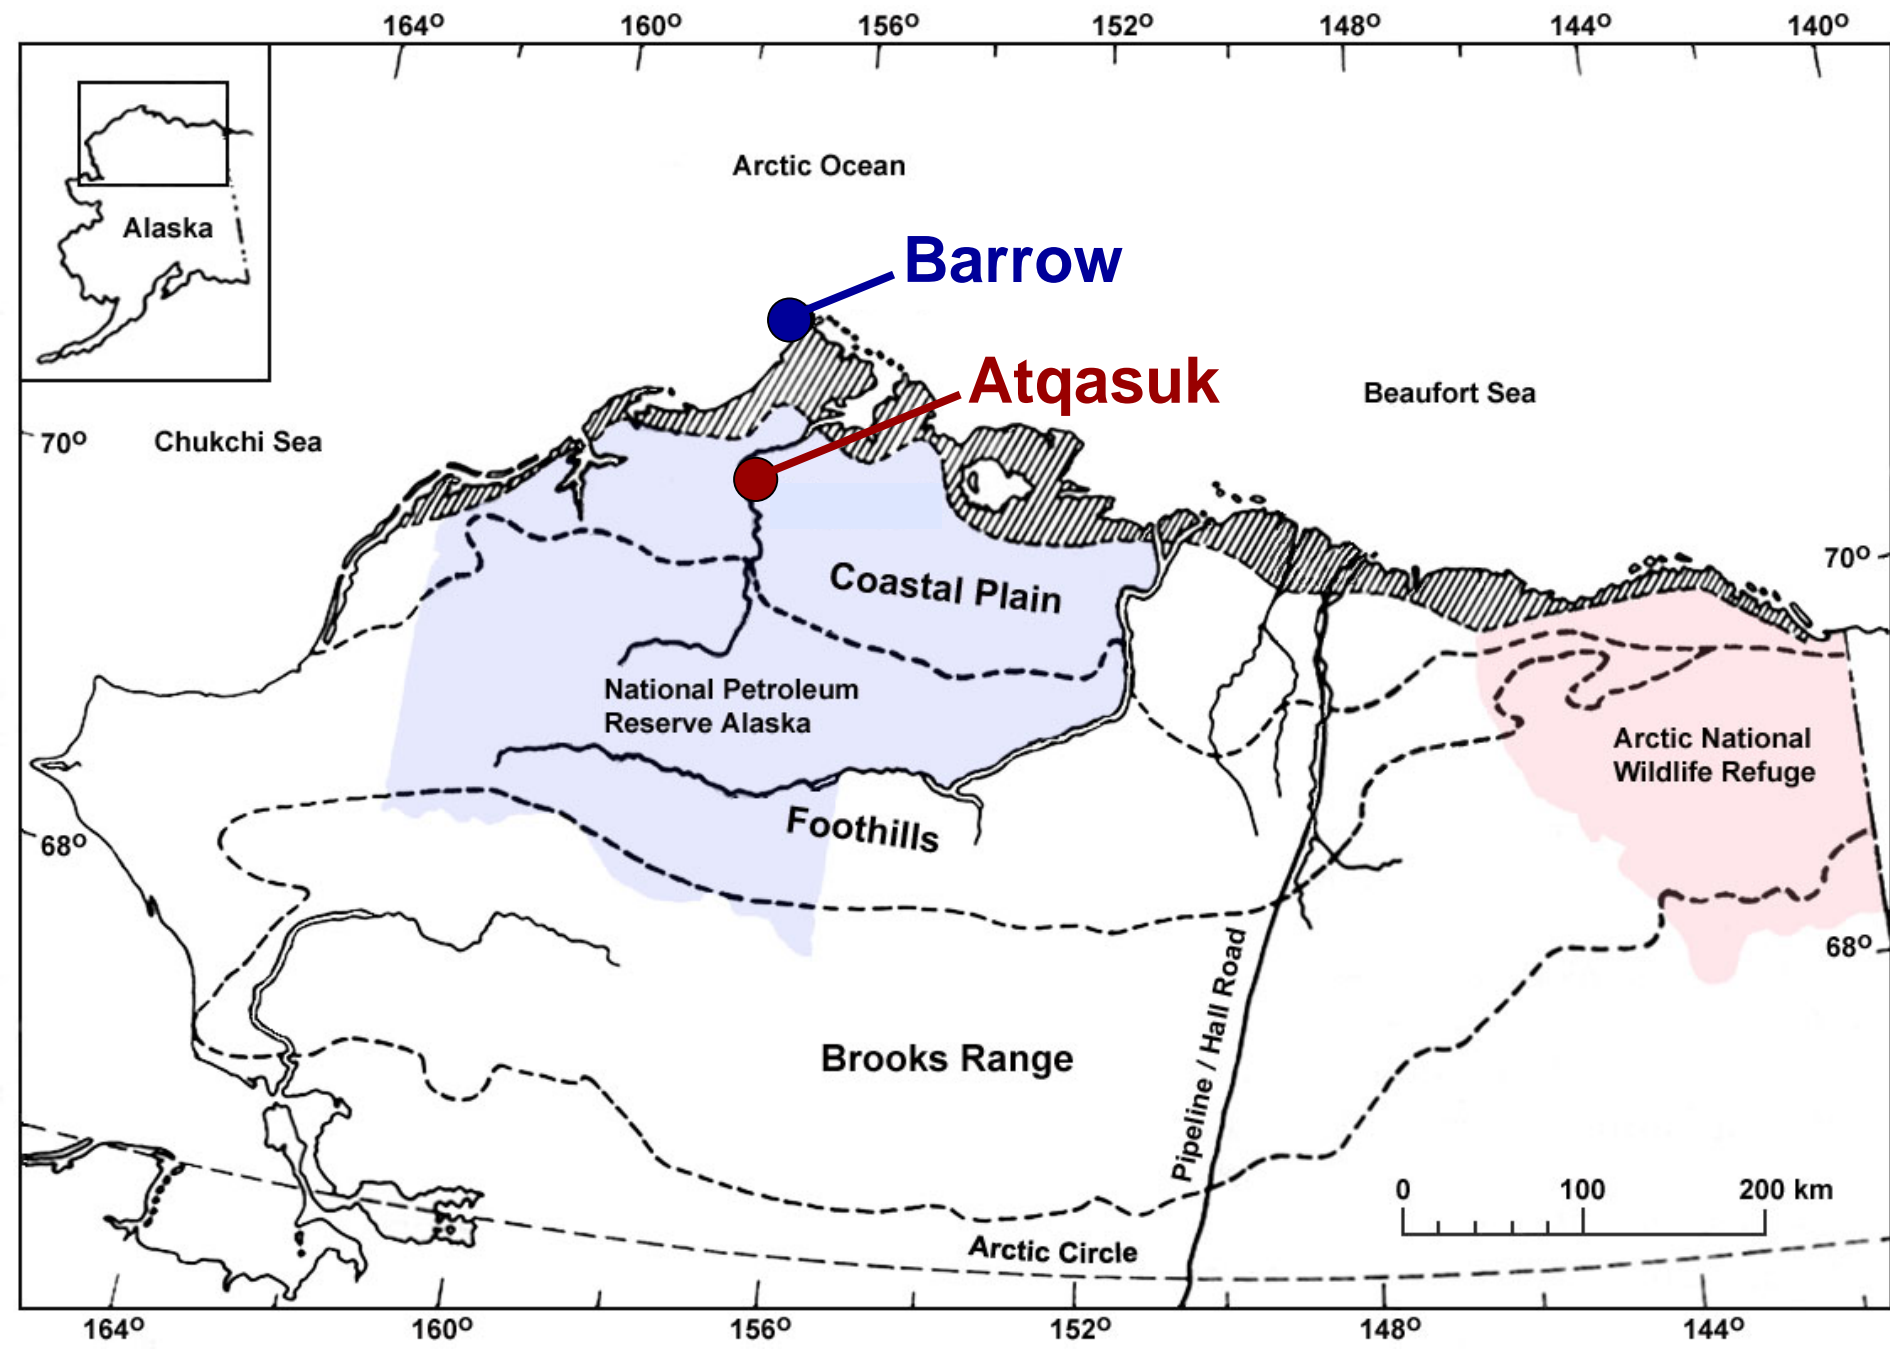 164° 160° 156° 152° 148° 144° 140°
Arctic Ocean
Alaska
Barrow
Atqasuk
Beaufort Sea
70°
Chukchi Sea
70°
Coastal Plain
National Petroleum
Reserve Alaska
Arctic National
Wildlife Refuge
Foothills
68°
68°
Pipeline / Hall Road
Brooks Range
0 100 200 km
Arctic Circle
164° 160° 156° 152° 148° 144°